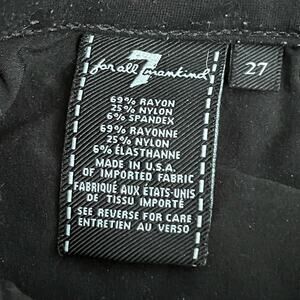 7
for all mankind
27
69% RAYON
25% NYLON
6% SPANDEX
69% RAYONNE
25% NYLON
6% ÉLASTHANNE
MADE IN U.S.A.
OF IMPORTED FABRIC
FABRIQUÉ AUX ÉTATS-UNIS
DE TISSU IMPORTÉ
SEE REVERSE FOR CARE
ENTRETIEN AU VERSO